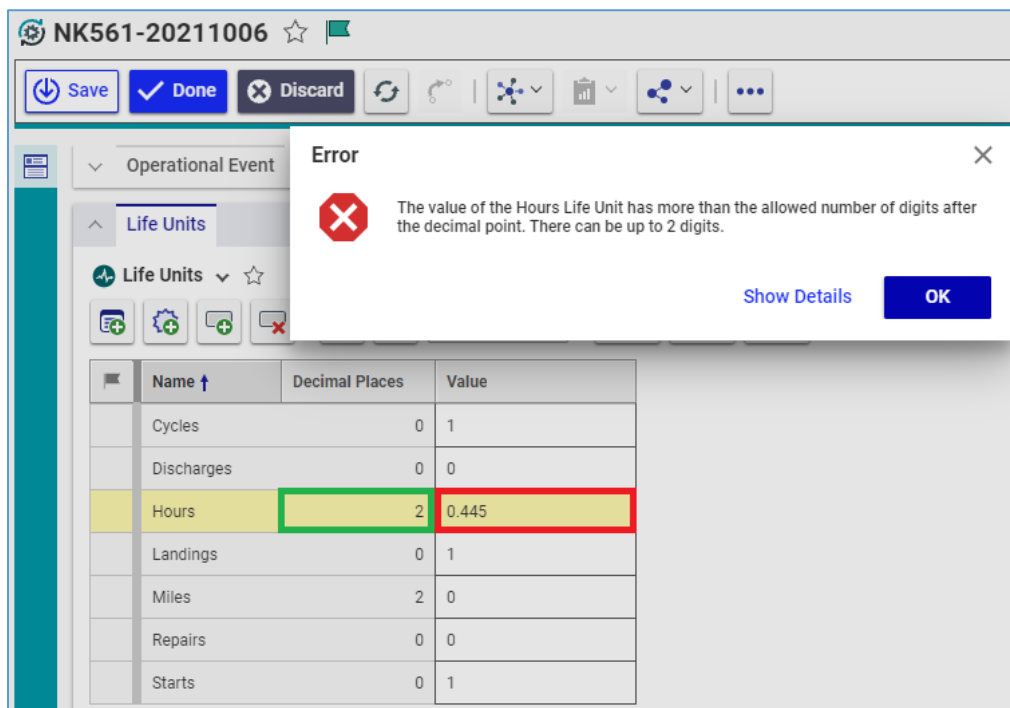 NK561-20211006
Save Done Discard
Operational Event
Error
The value of the Hours Life Unit has more than the allowed number of digits after
the decimal point. There can be up to 2 digits.
Show Details OK
Life Units
Life Units
Name Decimal Places Value
Cycles 0 1
Discharges 0 0
Hours 2 0.445
Landings 0 1
Miles 2 0
Repairs 0 0
Starts 0 1